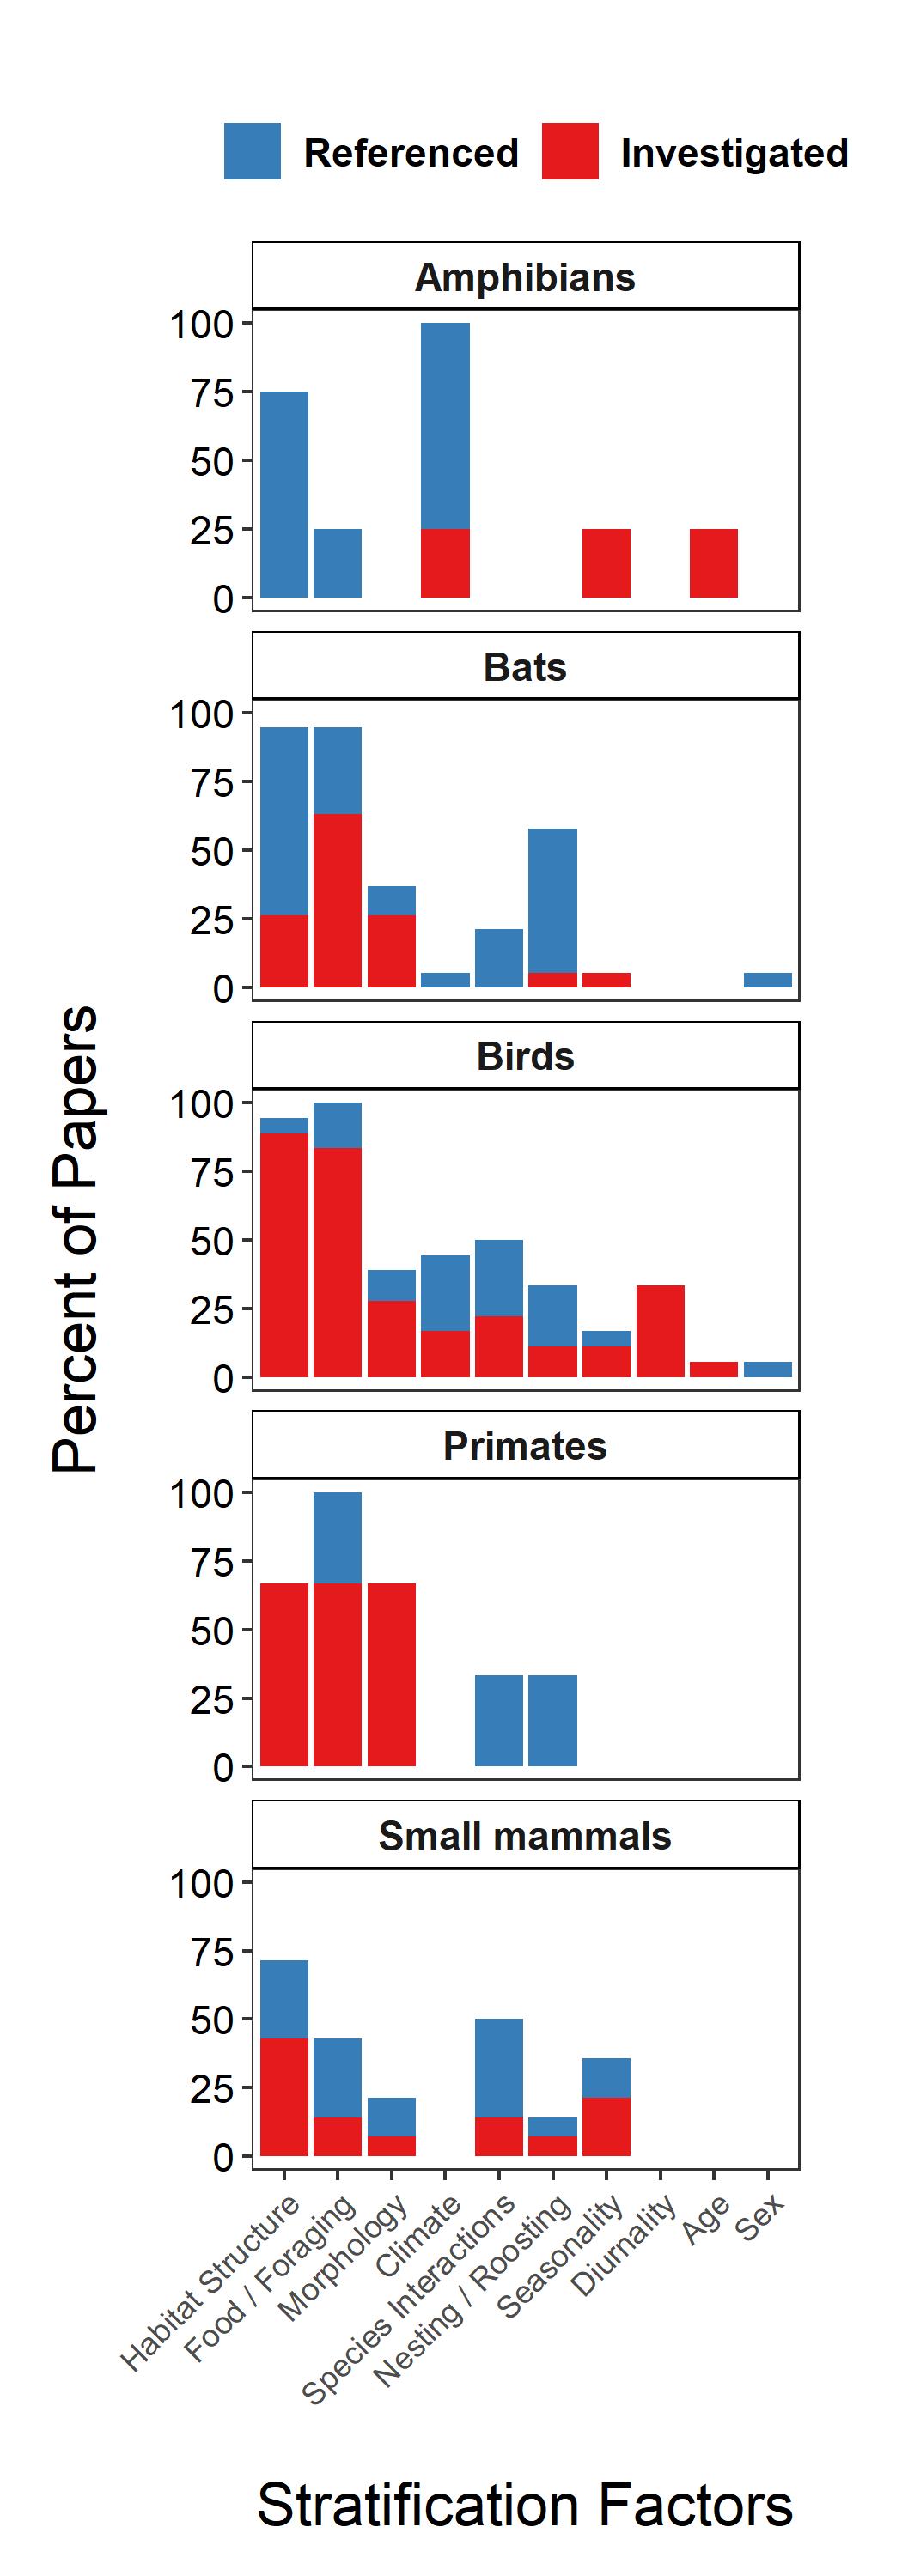 Referenced Investigated
Amphibians
100
75
50
25
0
Bats
100
75
50
25
0
Birds
100
75
50
25
0
Primates
100
75
50
25
0
Small mammals
100
75
50
25
0
Percent of Papers
Habitat Structure
Food / Foraging
Morphology
Climate
Species Interactions
Nesting / Roosting
Seasonality
Diurnality
Age
Sex
Stratification Factors